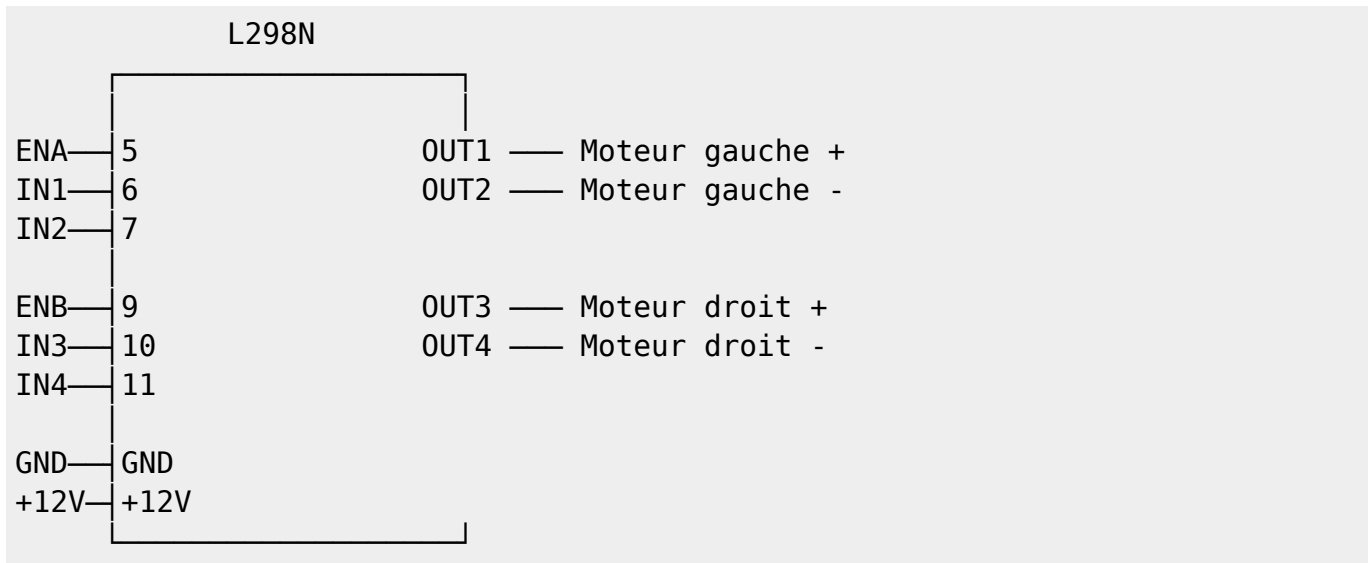 L298N
ENA 5 OUT1 ─── Moteur gauche +
IN1 6 OUT2 ─── Moteur gauche -
IN2 7
ENB 9 OUT3 ─── Moteur droit +
IN3 10 OUT4 ─── Moteur droit -
IN4 11
GND GND
+12V +12V